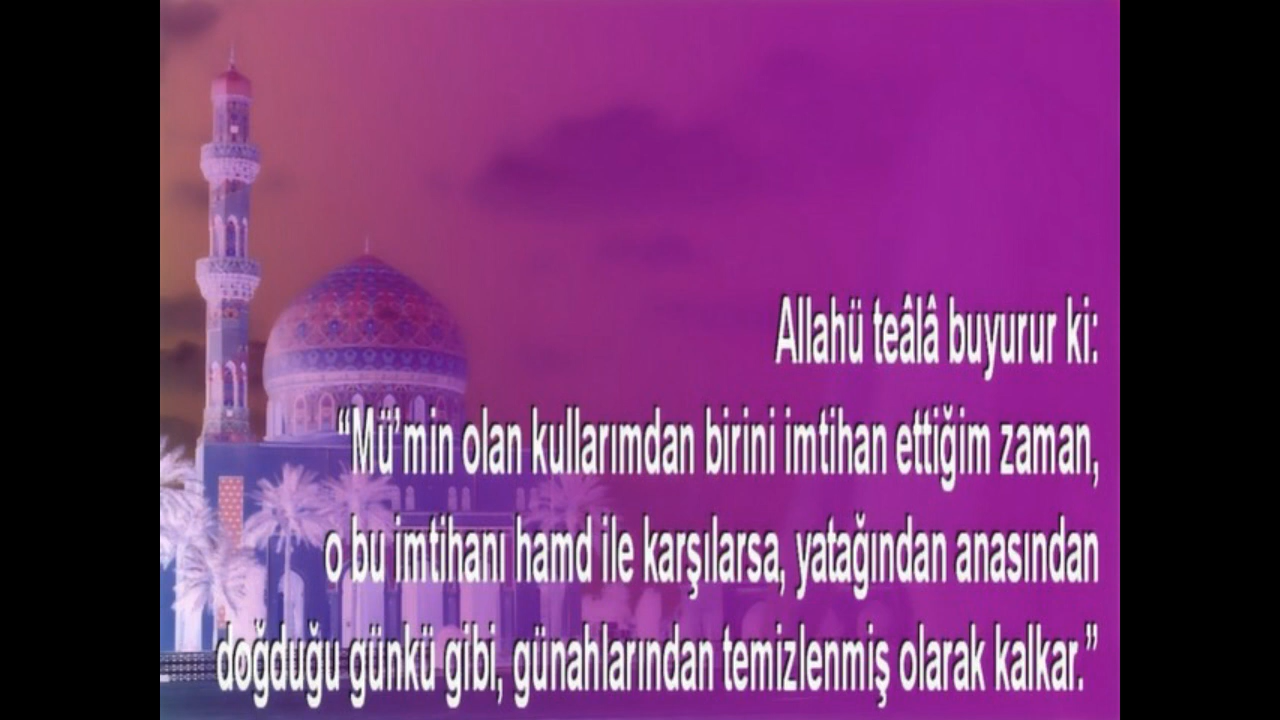 Allahü teâlâ buyurur ki:
“Mü’min olan kullarımdan birini imtihan ettiğim zaman,
o bu imtihanı hamd ile karşılarsa, yatağından anasından
doğduğu günkü gibi, günahlarından temizlenmiş olarak kalkar.”